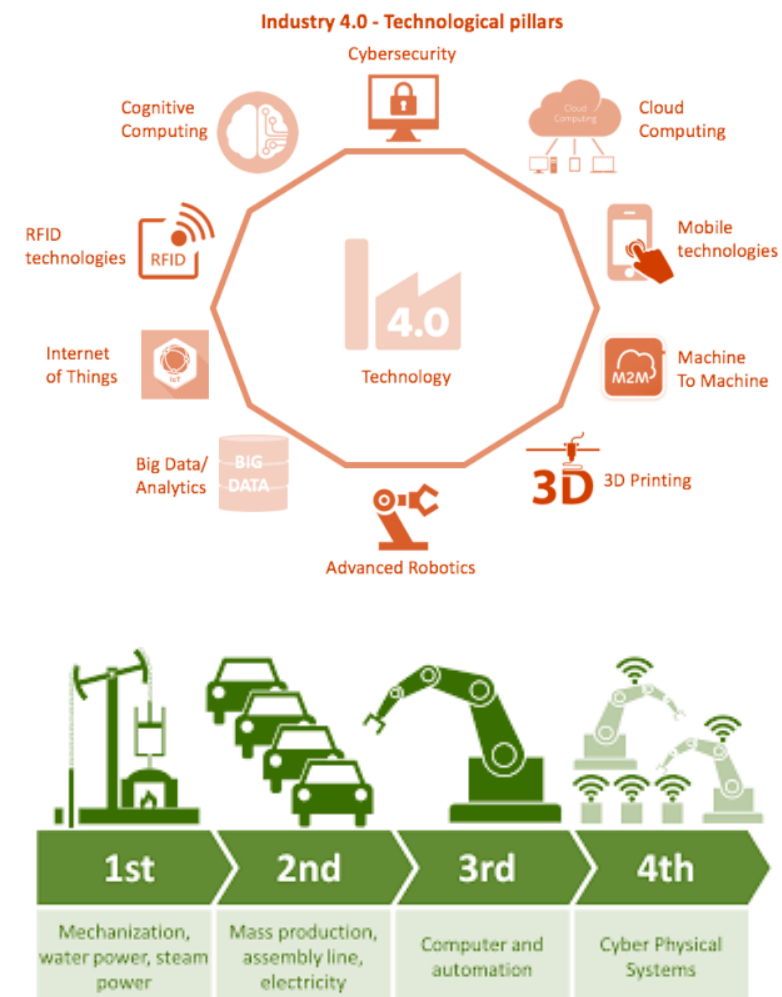 Industry 4.0 - Technological pillars
Cybersecurity
Cognitive
Computing
Cloud
Computing
Cloud
Computing
RFID
technologies
RFID
Mobile
technologies
4.0
Technology
Internet
of Things
IoT
M2M
Machine
To Machine
Big Data/
Analytics
BIG
DATA
3D
3D Printing
Advanced Robotics
1st
2nd
3rd
4th
Mechanization,
water power, steam
power
Mass production,
assembly line,
electricity
Computer and
automation
Cyber Physical
Systems